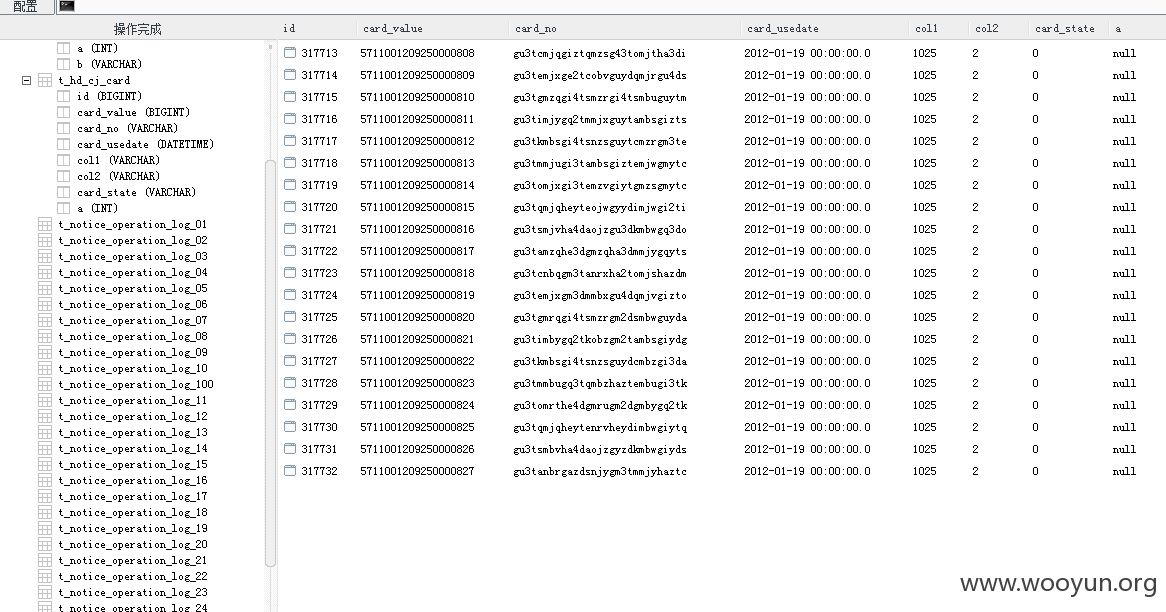 配置
操作完成
a (INT)
b (VARCHAR)
t_hd_cj_card
id (BIGINT)
card_value (BIGINT)
card_no (VARCHAR)
card_usedate (DATETIME)
col1 (VARCHAR)
col2 (VARCHAR)
card_state (VARCHAR)
a (INT)
t_notice_operation_log_01
t_notice_operation_log_02
t_notice_operation_log_03
t_notice_operation_log_04
t_notice_operation_log_05
t_notice_operation_log_06
t_notice_operation_log_07
t_notice_operation_log_08
t_notice_operation_log_09
t_notice_operation_log_10
t_notice_operation_log_100
t_notice_operation_log_11
t_notice_operation_log_12
t_notice_operation_log_13
t_notice_operation_log_14
t_notice_operation_log_15
t_notice_operation_log_16
t_notice_operation_log_17
t_notice_operation_log_18
t_notice_operation_log_19
t_notice_operation_log_20
t_notice_operation_log_21
t_notice_operation_log_22
t_notice_operation_log_23
t_notice_operation_log_24
id card_value card_no card_usedate col1 col2 card_state a
317713 5711001209250000808 gu3tcmjqgiztqmzsg43tomjtha3di 2012-01-19 00:00:00.0 1025 2 0 null
317714 5711001209250000809 gu3temjxge2tcobvguydqmjrgu4ds 2012-01-19 00:00:00.0 1025 2 0 null
317715 5711001209250000810 gu3tgmzqgi4tsmzrgi4tsmbuguytm 2012-01-19 00:00:00.0 1025 2 0 null
317716 5711001209250000811 gu3timjygq2tmmjxguytambsgizts 2012-01-19 00:00:00.0 1025 2 0 null
317717 5711001209250000812 gu3tkmbsgi4tsnzsguytcmzrgm3te 2012-01-19 00:00:00.0 1025 2 0 null
317718 5711001209250000813 gu3tmmjugi3tambsgiztemjwgmytc 2012-01-19 00:00:00.0 1025 2 0 null
317719 5711001209250000814 gu3tomjxgi3temzvgiytgmzsgmytc 2012-01-19 00:00:00.0 1025 2 0 null
317720 5711001209250000815 gu3tqmjqheyteojwgyydimjwgi2ti 2012-01-19 00:00:00.0 1025 2 0 null
317721 5711001209250000816 gu3tsmjvha4daojzgu3dkmbwgq3do 2012-01-19 00:00:00.0 1025 2 0 null
317722 5711001209250000817 gu3tamzqhe3dgmzqha3dmmjygqyts 2012-01-19 00:00:00.0 1025 2 0 null
317723 5711001209250000818 gu3tcnbqgm3tanrxha2tomjshazdm 2012-01-19 00:00:00.0 1025 2 0 null
317724 5711001209250000819 gu3temjxgm3dmmbxgu4dqmjvgizto 2012-01-19 00:00:00.0 1025 2 0 null
317725 5711001209250000820 gu3tgmrqgi4tsmzrgm2dsmbwguyda 2012-01-19 00:00:00.0 1025 2 0 null
317726 5711001209250000821 gu3timbygq2tkobzgm2tambsgiydg 2012-01-19 00:00:00.0 1025 2 0 null
317727 5711001209250000822 gu3tkmbsgi4tsnzsguydcmbzgi3da 2012-01-19 00:00:00.0 1025 2 0 null
317728 5711001209250000823 gu3tmmbugq3tqmbzhaztembugi3tk 2012-01-19 00:00:00.0 1025 2 0 null
317729 5711001209250000824 gu3tomrthe4dgmrugm2dgmbygq2tk 2012-01-19 00:00:00.0 1025 2 0 null
317730 5711001209250000825 gu3tqmjqheytenrvheydimbwgiytq 2012-01-19 00:00:00.0 1025 2 0 null
317731 5711001209250000826 gu3tsmbvha4daojzgyzdkmbwgiyds 2012-01-19 00:00:00.0 1025 2 0 null
317732 5711001209250000827 gu3tanbrgazdsnjygm3tmmjyhaztc 2012-01-19 00:00:00.0 1025 2 0 null
www.wooyun.org